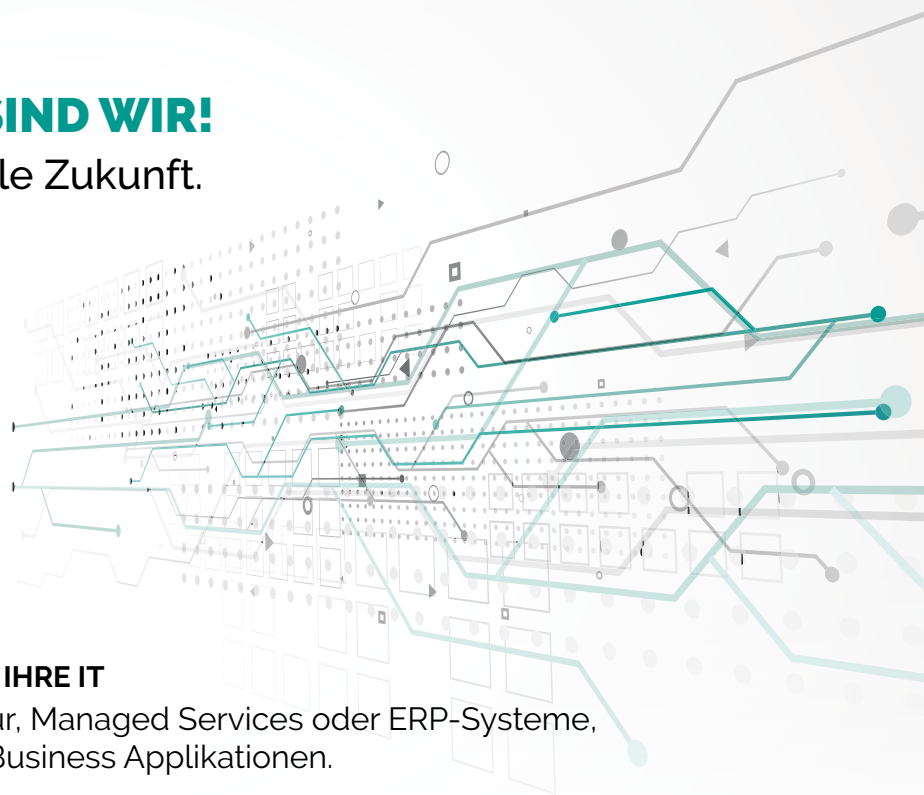 SIND WIR!
le Zukunft.
IHRE IT
ur, Managed Services oder ERP-Systeme,
Business Applikationen.